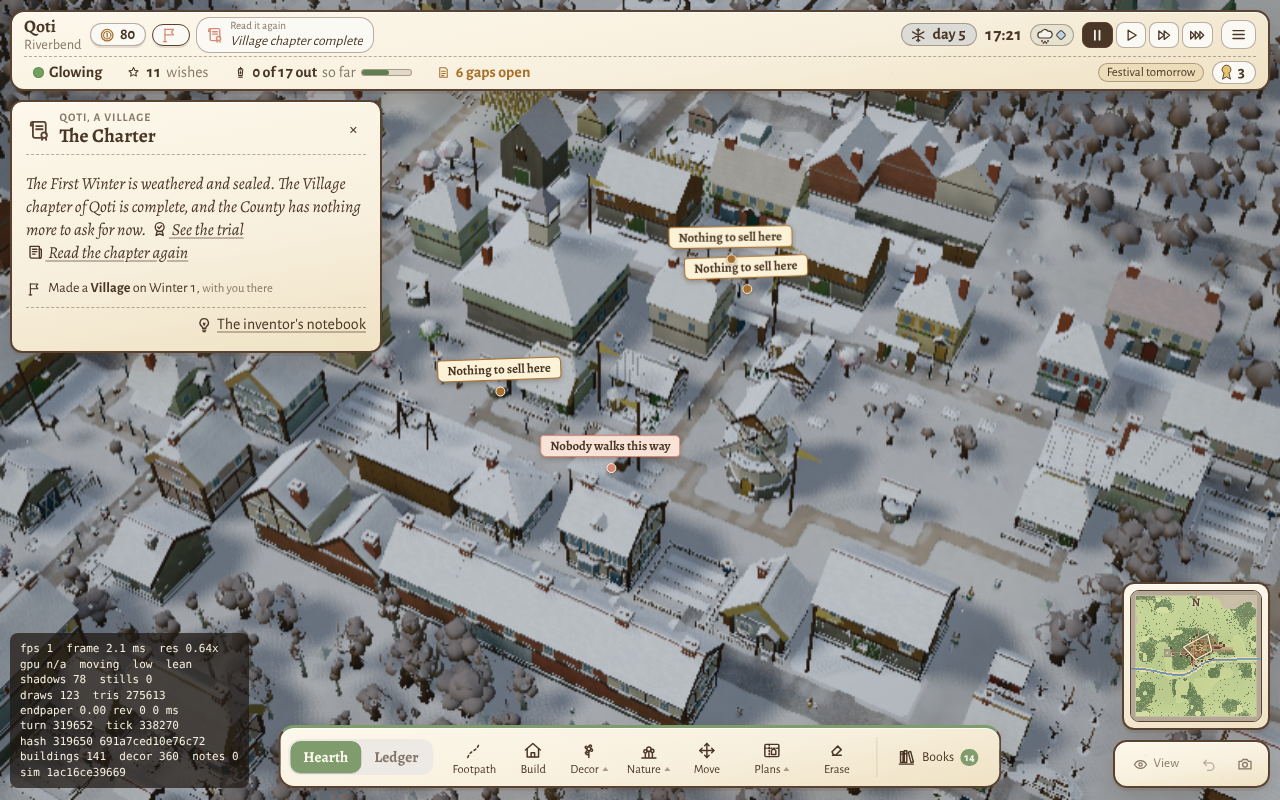 Qoti
Riverbend
80
Read it again
Village chapter complete
day 5
17:21
Glowing
11 wishes
0 of 17 out so far
6 gaps open
Festival tomorrow
3
QOTI, A VILLAGE
The Charter
×
The First Winter is weathered and sealed. The Village
chapter of Qoti is complete, and the County has nothing
more to ask for now. See the trial
Read the chapter again
Made a Village on Winter 1, with you there
The inventor's notebook
Nothing to sell here
Nothing to sell here
Nothing to sell here
Nobody walks this way
fps 1 frame 2.1 ms res 0.64x
gpu n/a moving low lean
shadows 78 stills 0
draws 123 tris 275613
endpaper 0.00 rev 0 0 ms
turn 319652 tick 338270
hash 319650 691a7ced10e76c72
buildings 141 decor 360 notes 0
sim 1ac16ce39669
Hearth
Ledger
Footpath
Build
Decor
Nature
Move
Plans
Erase
Books
14
N
View